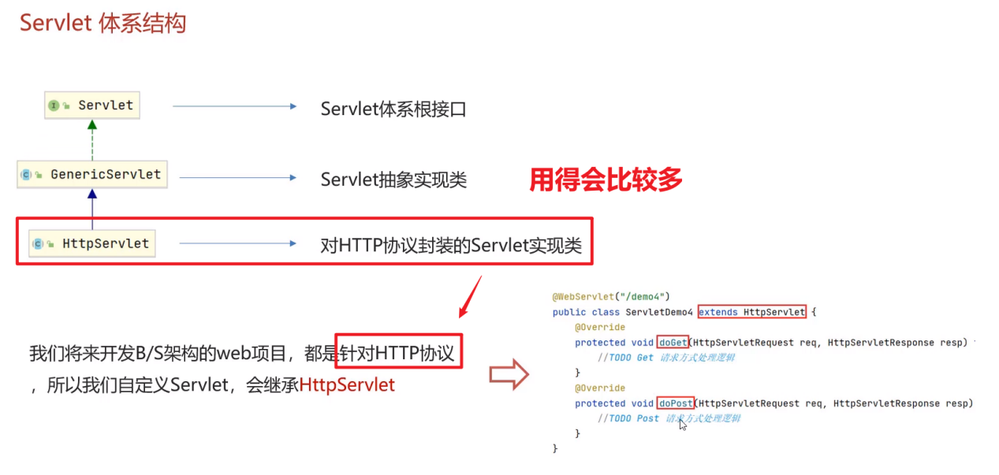 Servlet 体系结构
Servlet
Servlet体系根接口
GenericServlet
Servlet抽象实现类
用得会比较多
HttpServlet
对HTTP协议封装的Servlet实现类
我们将来开发B/S架构的web项目，都是针对HTTP协议
，所以我们自定义Servlet，会继承HttpServlet
@WebServlet("/demo4")
public class ServletDemo4 extends HttpServlet {
@Override
protected void doGet(HttpServletRequest req, HttpServletResponse resp)
//TODO Get 请求方式处理逻辑
}
@Override
protected void doPost(HttpServletRequest req, HttpServletResponse resp)
//TODO Post 请求方式处理逻辑
}
}